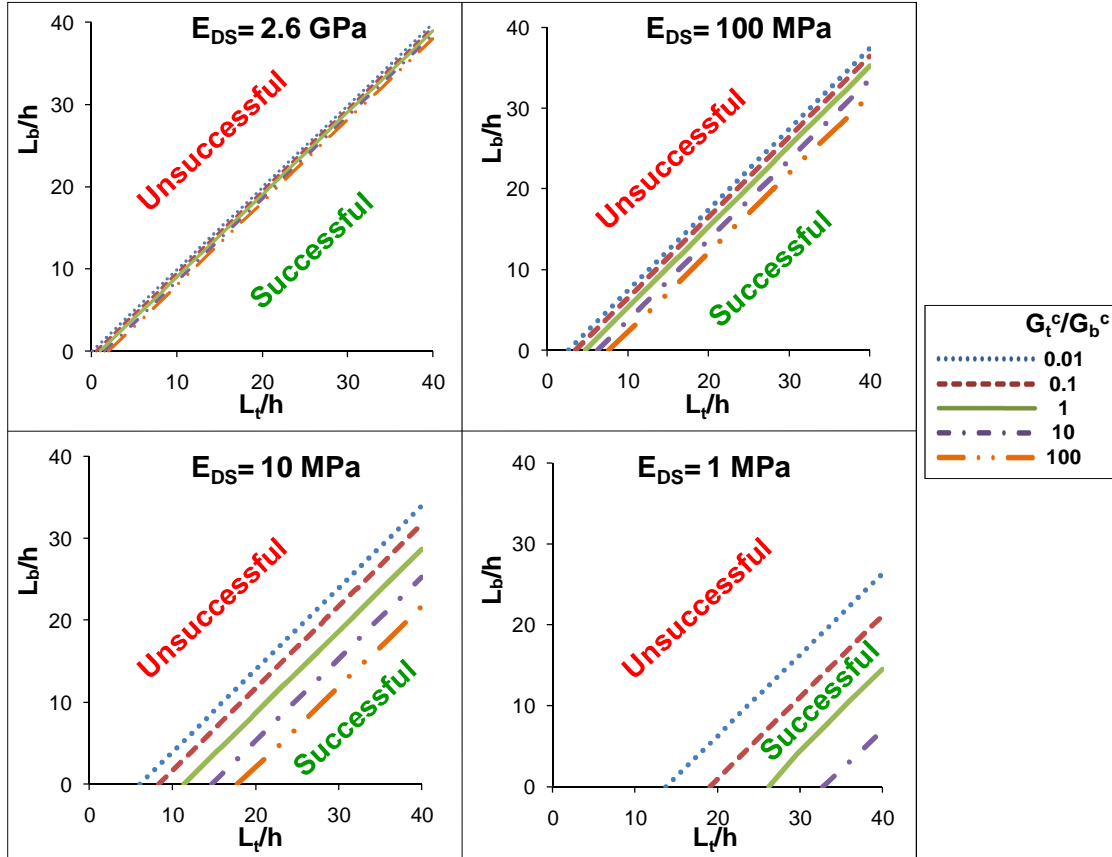 E_DS= 2.6 GPa
40
30
20
10
0
L_b/h
Unsuccessful
Successful
0 10 20 30 40
L_t/h
E_DS= 100 MPa
40
30
20
10
0
L_b/h
Unsuccessful
Successful
0 10 20 30 40
L_t/h
G_t^c/G_b^c
0.01
0.1
1
10
100
E_DS= 10 MPa
40
30
20
10
0
L_b/h
Unsuccessful
Successful
0 10 20 30 40
L_t/h
E_DS= 1 MPa
40
30
20
10
0
L_b/h
Unsuccessful
Successful
0 10 20 30 40
L_t/h